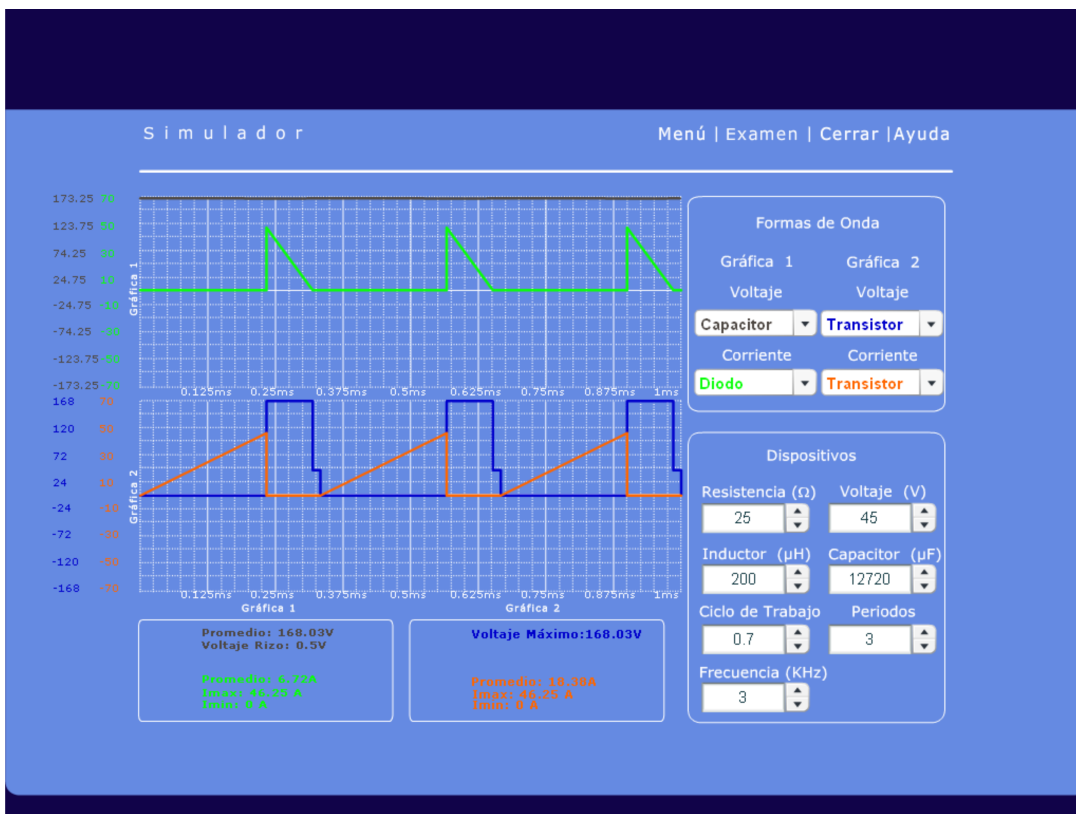 Simulador
Menú | Examen | Cerrar |Ayuda
173.25 70
123.75 50
74.25 30
24.75 10
-24.75 -10
-74.25 -30
-123.75 -50
-173.25 -70
Gráfica 1
0.125ms 0.25ms 0.375ms 0.5ms 0.625ms 0.75ms 0.875ms 1ms
168 70
120 50
72 30
24 10
-24 -10
-72 -30
-120 -50
-168 -70
Gráfica 2
0.125ms 0.25ms 0.375ms 0.5ms 0.625ms 0.75ms 0.875ms 1ms
Gráfica 1 Gráfica 2
Promedio: 168.03V
Voltaje Rizo: 0.5V
Promedio: 6.72A
Imax: 46.25 A
Imin: 0 A
Voltaje Máximo:168.03V
Promedio: 18.38A
Imax: 46.25 A
Imin: 0 A
Formas de Onda
Gráfica 1 Gráfica 2
Voltaje Voltaje
Capacitor Transistor
Corriente Corriente
Diodo Transistor
Dispositivos
Resistencia (Ω) Voltaje (V)
25 45
Inductor (µH) Capacitor (µF)
200 12720
Ciclo de Trabajo Periodos
0.7 3
Frecuencia (KHz)
3